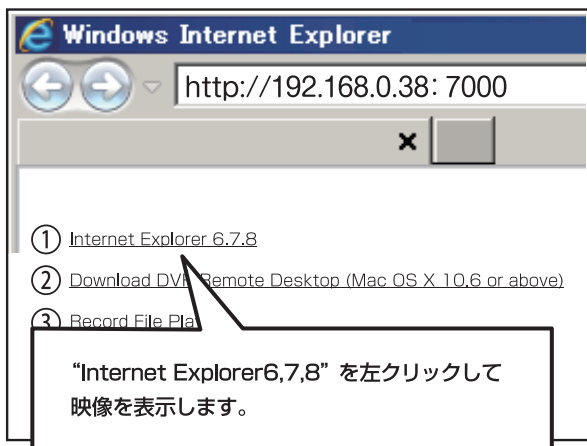 Windows Internet Explorer
http://192.168.0.38: 7000
×
① Internet Explorer 6.7.8
② Download DVR Remote Desktop (Mac OS X 10.6 or above)
③ Record File Pla
“Internet Explorer6,7,8” を左クリックして
映像を表示します。